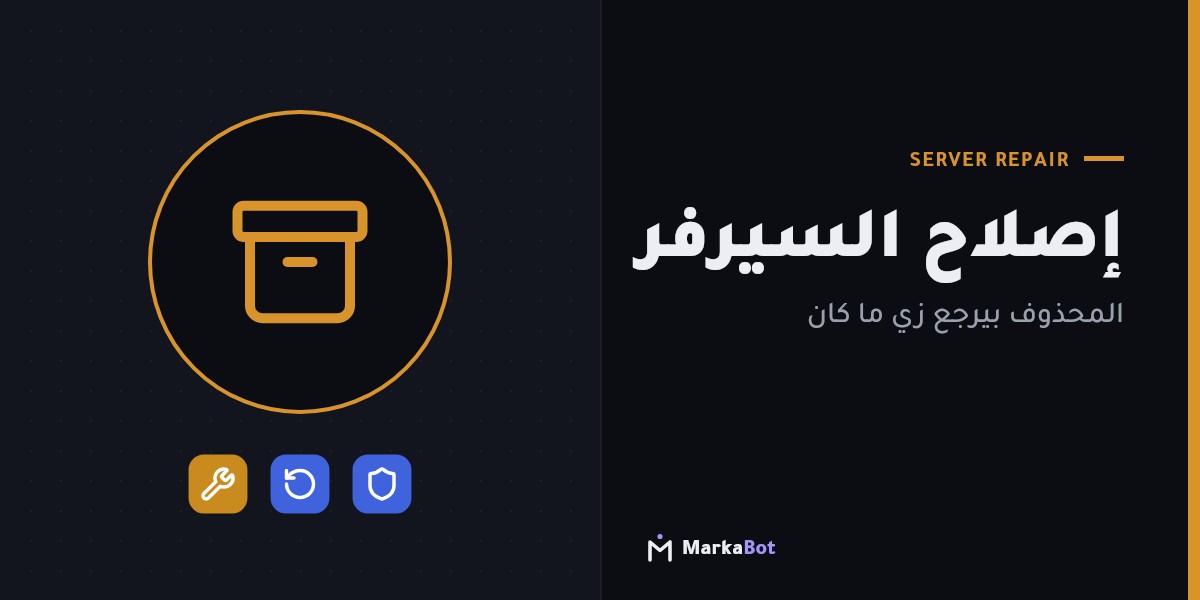 SERVER REPAIR
إصلاح السيرفر
المحذوف بيرجع زي ما كان
MarkaBot